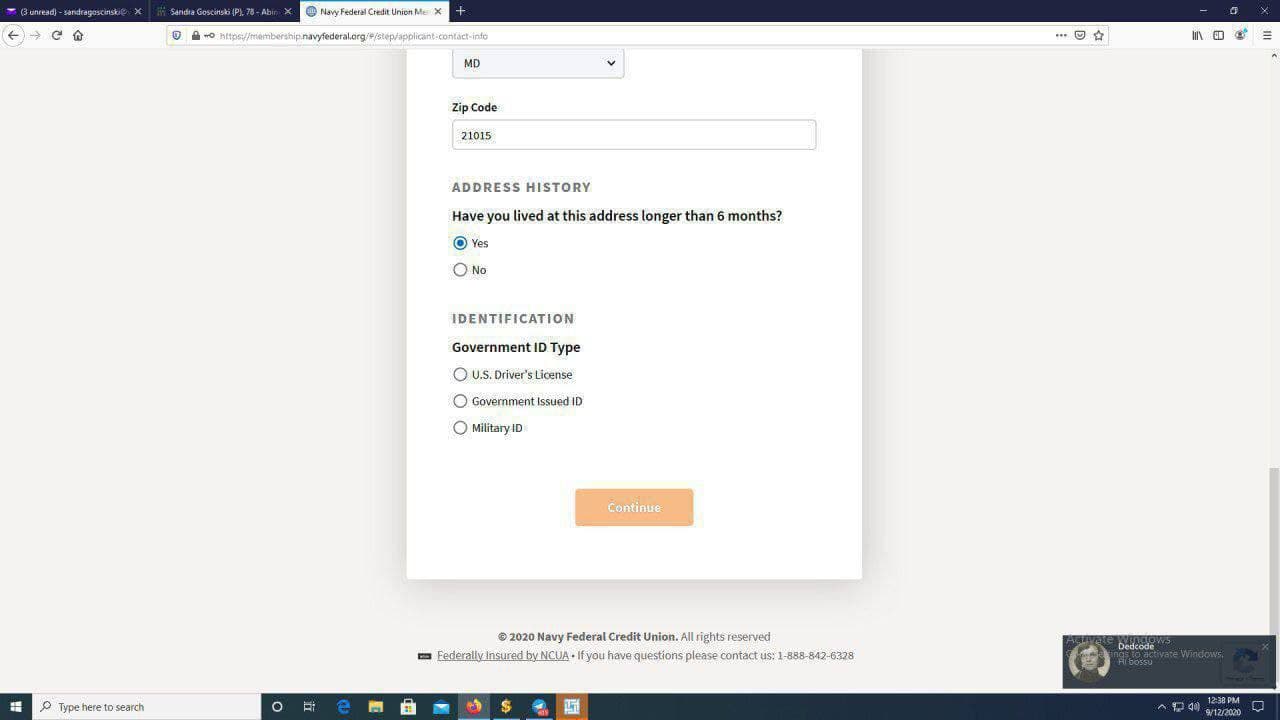 (3 unread) - sandragoscinski@
Sandra Goscinski (P), 78 - Abin
Navy Federal Credit Union Me
https://membership.navyfederal.org/#/step/applicant-contact-info
MD
Zip Code
21015
ADDRESS HISTORY
Have you lived at this address longer than 6 months?
Yes
No
IDENTIFICATION
Government ID Type
U.S. Driver's License
Government Issued ID
Military ID
Continue
© 2020 Navy Federal Credit Union. All rights reserved
Federally Insured by NCUA • If you have questions please contact us: 1-888-842-6328
Activate Windows
Dedcode
to activate Windows.
Hi bossu
Type here to search
12:38 PM
9/12/2020